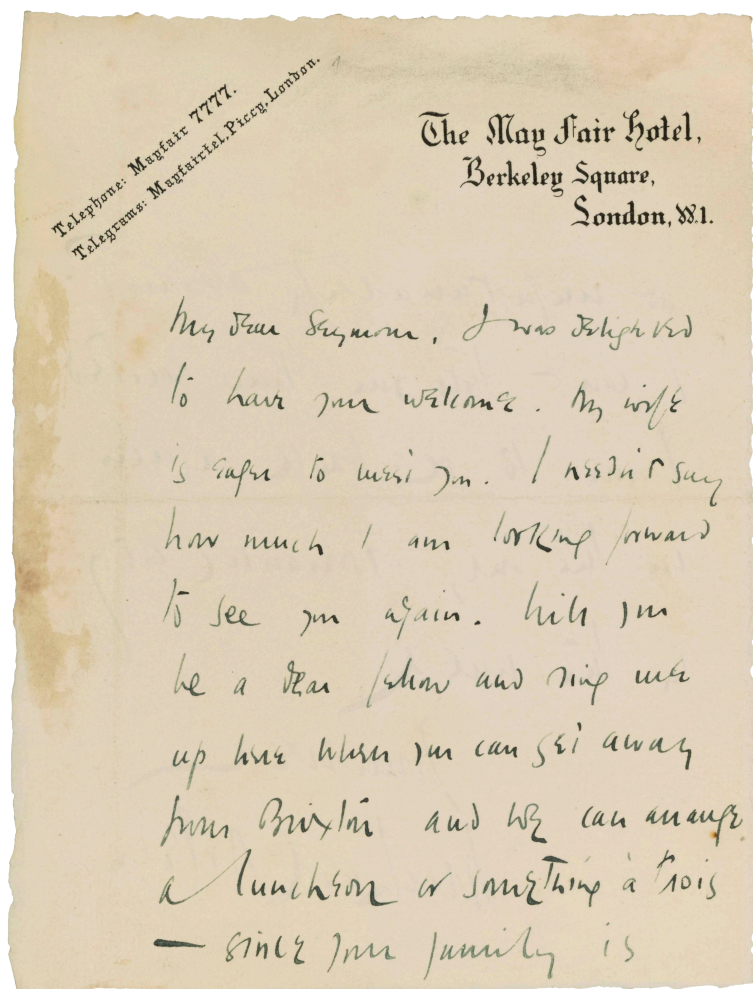 Telephone: Mayfair 7777.
Telegrams: Mayfairtel, Piccy, London.
The May Fair Hotel,
Berkeley Square,
London, W.1.
My dear Seymour, I was delighted
to have your welcome. My wife
is eager to meet you. I needn't say
how much I am looking forward
to see you again. Will you
be a dear fellow and ring me
up here when you can get away
from Brixton and we can arrange
a luncheon or something à trois
— since your family is